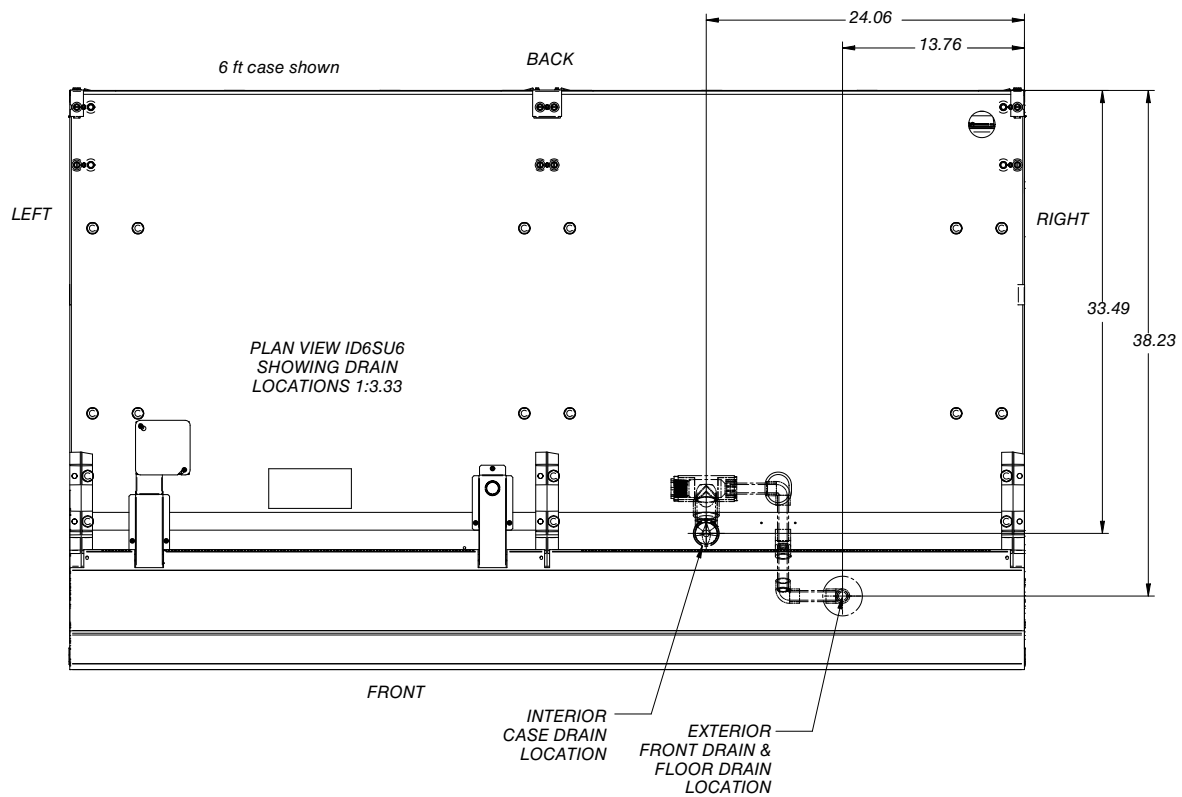 24.06
13.76
6 ft case shown
BACK
LEFT
RIGHT
33.49
38.23
PLAN VIEW ID6SU6
SHOWING DRAIN
LOCATIONS 1:3.33
FRONT
INTERIOR
CASE DRAIN
LOCATION
EXTERIOR
FRONT DRAIN &
FLOOR DRAIN
LOCATION